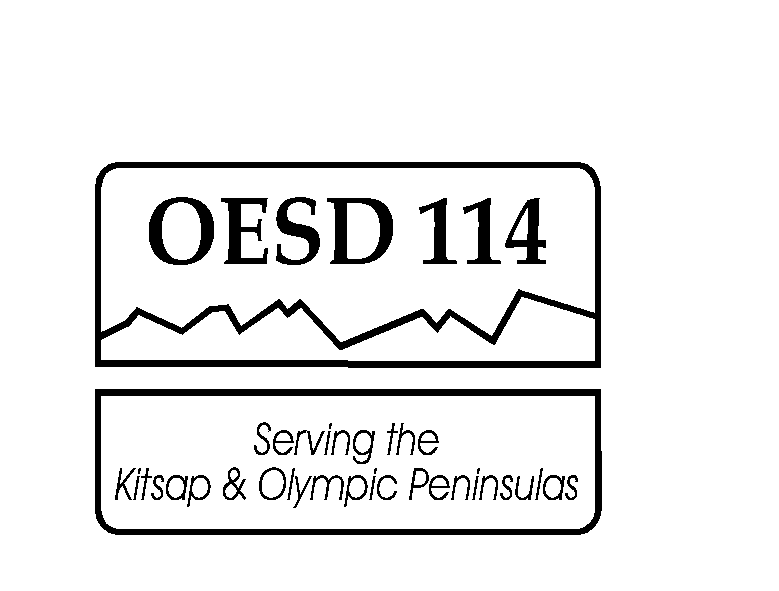 OESD 114
Serving the
Kitsap & Olympic Peninsulas